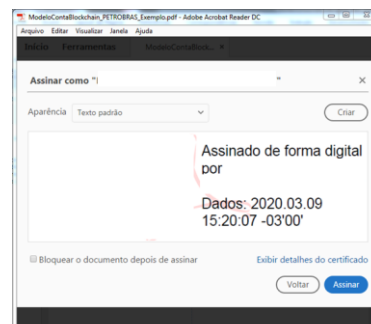 ModeloContaBlockchain_PETROBRAS_Exemplo.pdf - Adobe Acrobat Reader DC
Arquivo Editar Visualizar Janela Ajuda
Início Ferramentas ModeloContaBlock... ×
Assinar como "I "
Aparência Texto padrão Criar
Assinado de forma digital
por
Dados: 2020.03.09
15:20:07 -03'00'
Bloquear o documento depois de assinar Exibir detalhes do certificado
Voltar Assinar